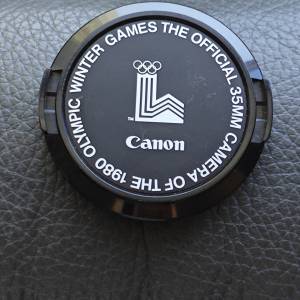 THE OFFICIAL 35MM CAMERA OF THE 1980 OLYMPIC WINTER GAMES
TM
Canon